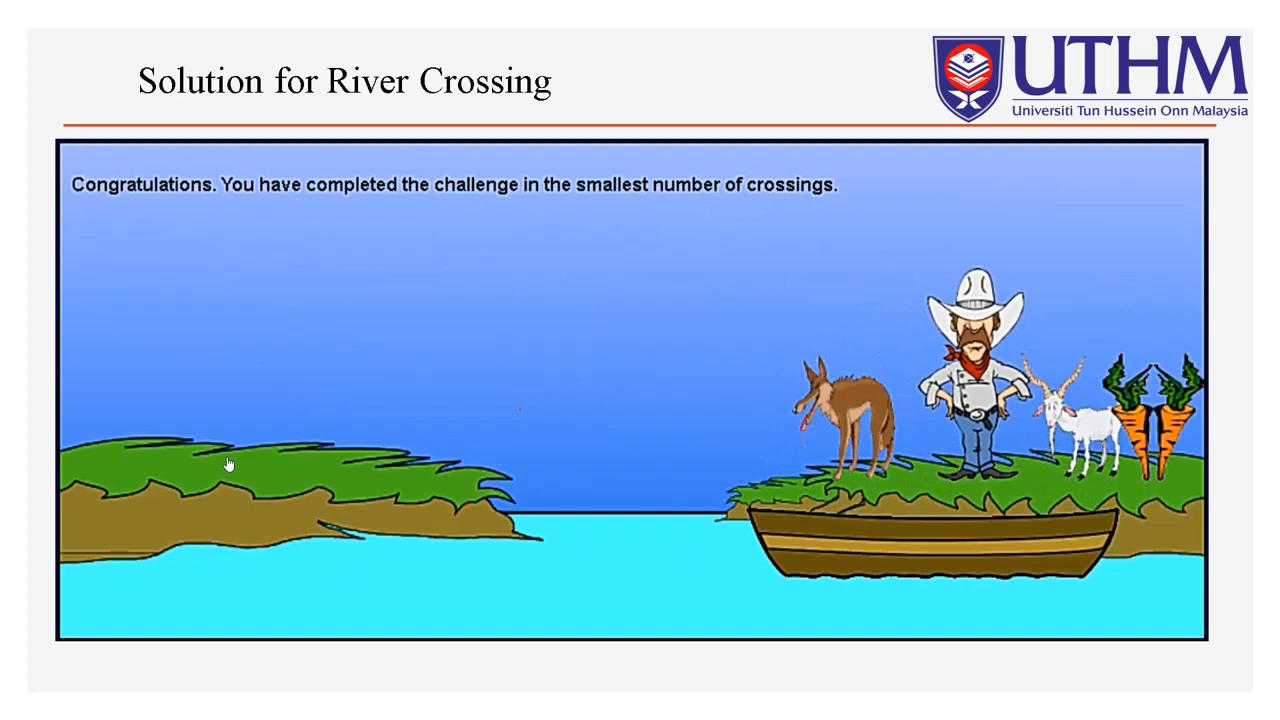 Solution for River Crossing
UTHM
Universiti Tun Hussein Onn Malaysia
Congratulations. You have completed the challenge in the smallest number of crossings.